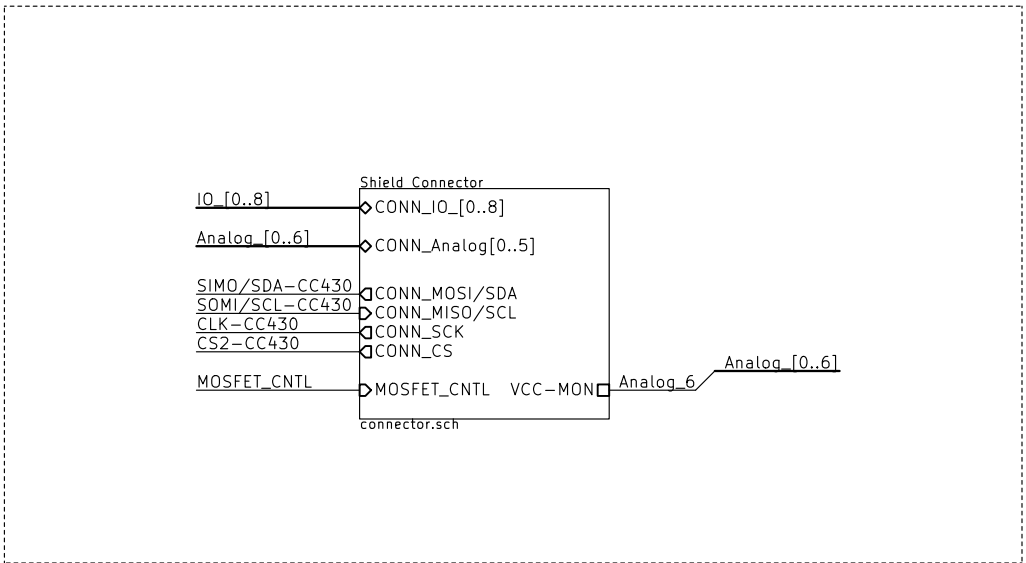 Shield Connector
IO_[0..8]
CONN_IO_[0..8]
Analog_[0..6]
CONN_Analog[0..5]
SIMO/SDA-CC430
CONN_MOSI/SDA
SOMI/SCL-CC430
CONN_MISO/SCL
CLK-CC430
CONN_SCK
CS2-CC430
CONN_CS
Analog_[0..6]
MOSFET_CNTL
MOSFET_CNTL
VCC-MON
Analog_6
connector.sch